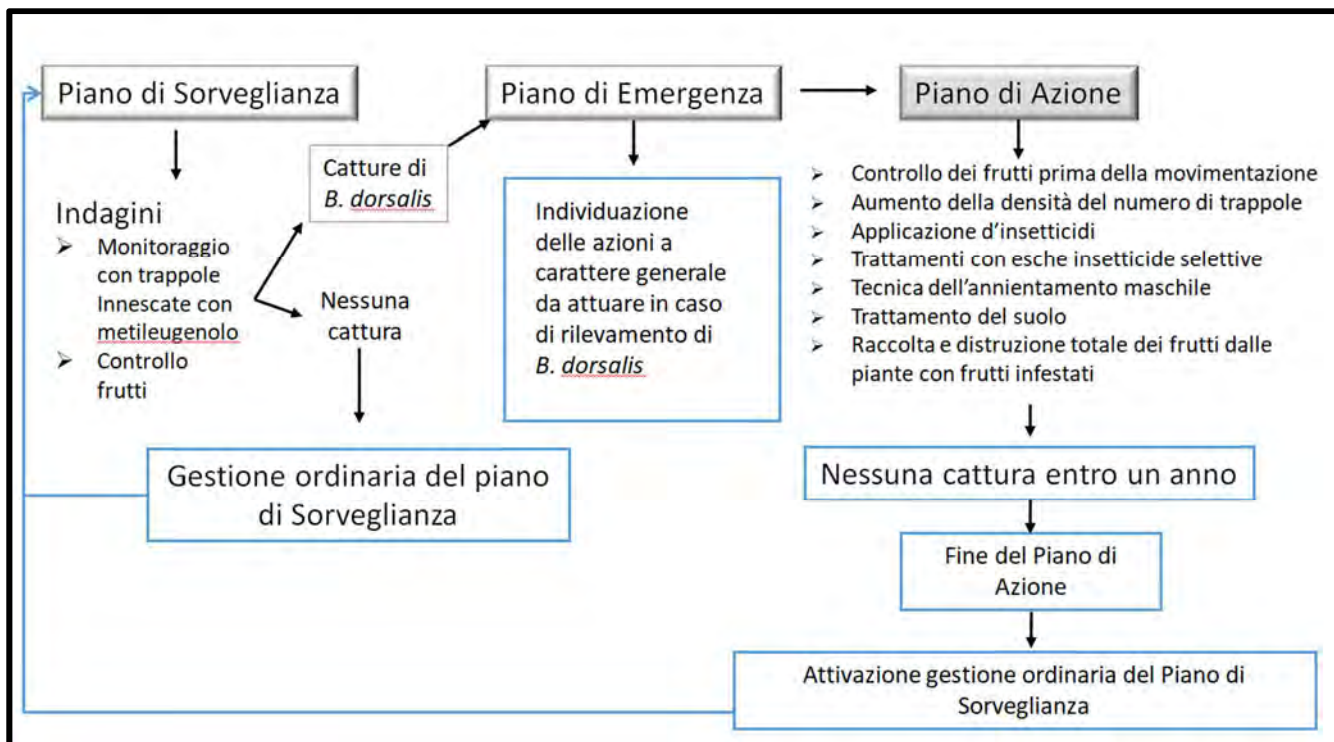 Piano di Sorveglianza
Indagini
➢ Monitoraggio
con trappole
Innescate con
metileugenolo
➢ Controllo
frutti
Catture di
B. dorsalis
Nessuna
cattura
Gestione ordinaria del piano
di Sorveglianza
Piano di Emergenza
Individuazione
delle azioni a
carattere generale
da attuare in caso
di rilevamento di
B. dorsalis
Piano di Azione
➢ Controllo dei frutti prima della movimentazione
➢ Aumento della densità del numero di trappole
➢ Applicazione d'insetticidi
➢ Trattamenti con esche insetticide selettive
➢ Tecnica dell'annientamento maschile
➢ Trattamento del suolo
➢ Raccolta e distruzione totale dei frutti dalle
piante con frutti infestati
Nessuna cattura entro un anno
Fine del Piano di
Azione
Attivazione gestione ordinaria del Piano di
Sorveglianza